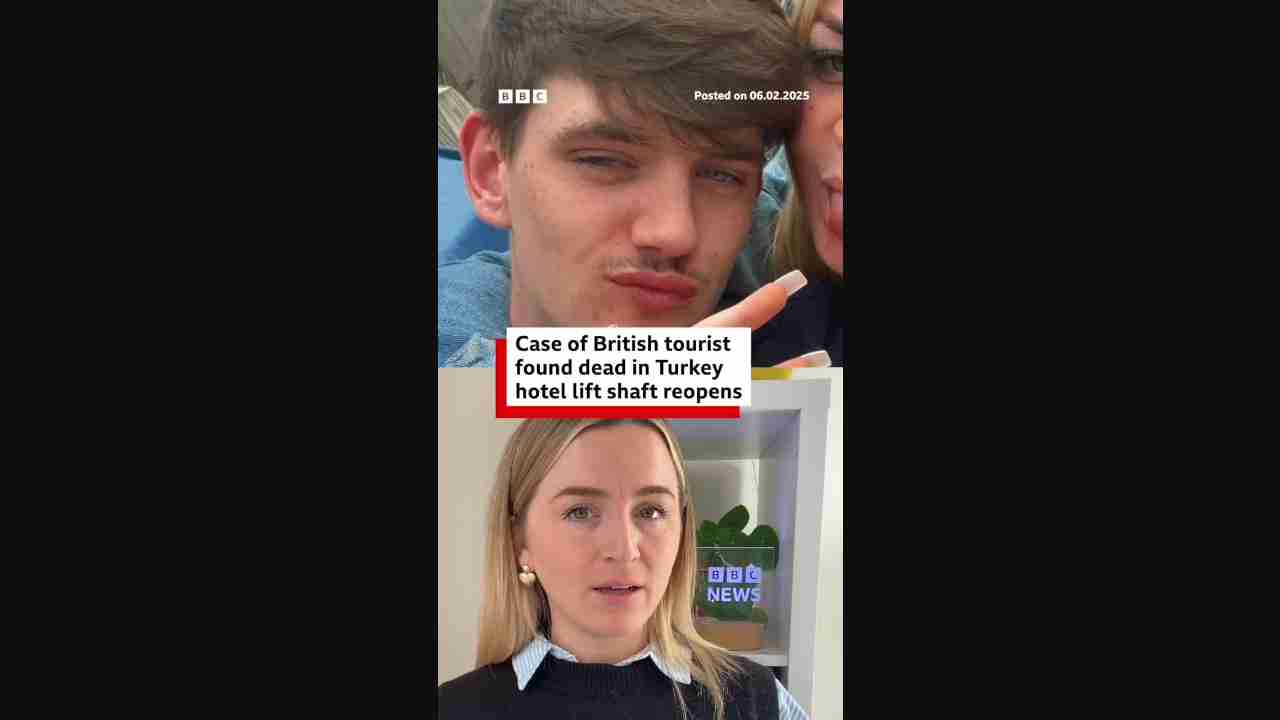 BBC
Posted on 06.02.2025
Case of British tourist
found dead in Turkey
hotel lift shaft reopens
BBC
NEWS